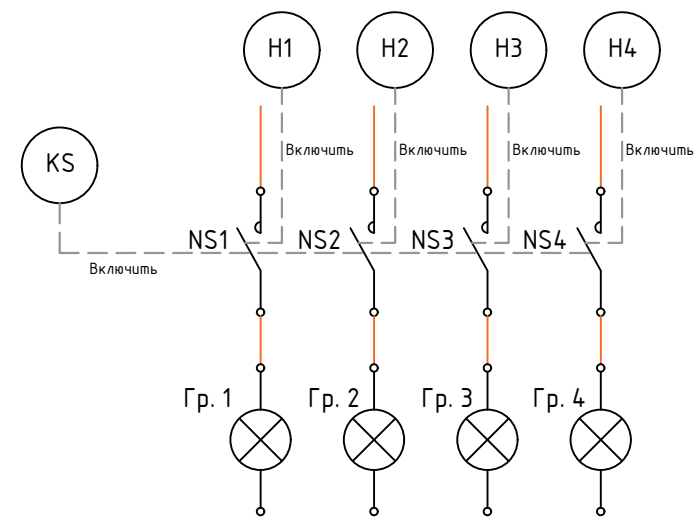 H1 H2 H3 H4
Включить Включить Включить Включить
KS
NS1 NS2 NS3 NS4
Включить
Гр. 1 Гр. 2 Гр. 3 Гр. 4